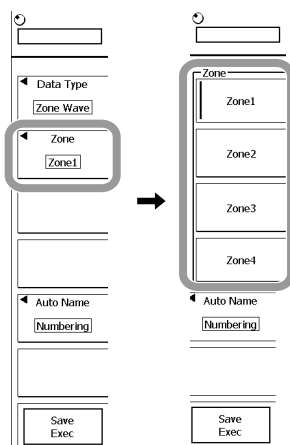 Data Type
Zone Wave
Zone
Zone1
Auto Name
Numbering
Save
Exec
Zone
Zone1
Zone2
Zone3
Zone4
Auto Name
Numbering
Save
Exec